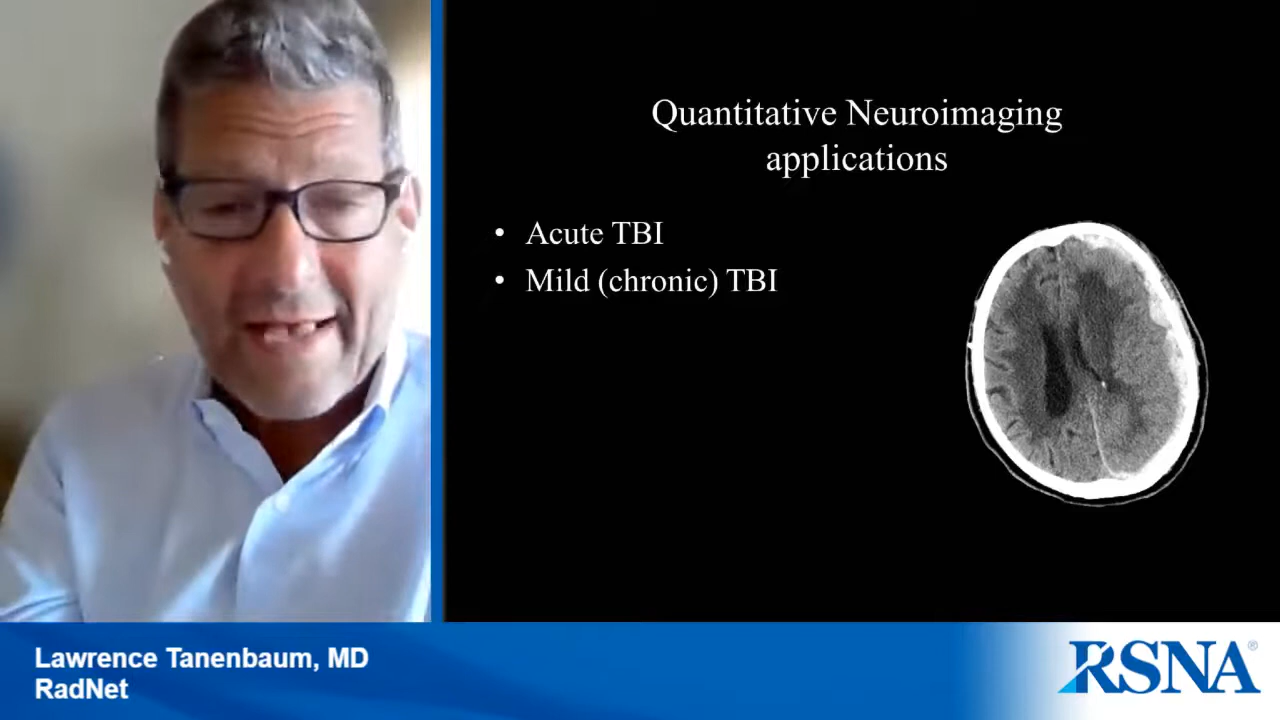 Quantitative Neuroimaging
applications
• Acute TBI
• Mild (chronic) TBI
Lawrence Tanenbaum, MD
RadNet
RSNA®